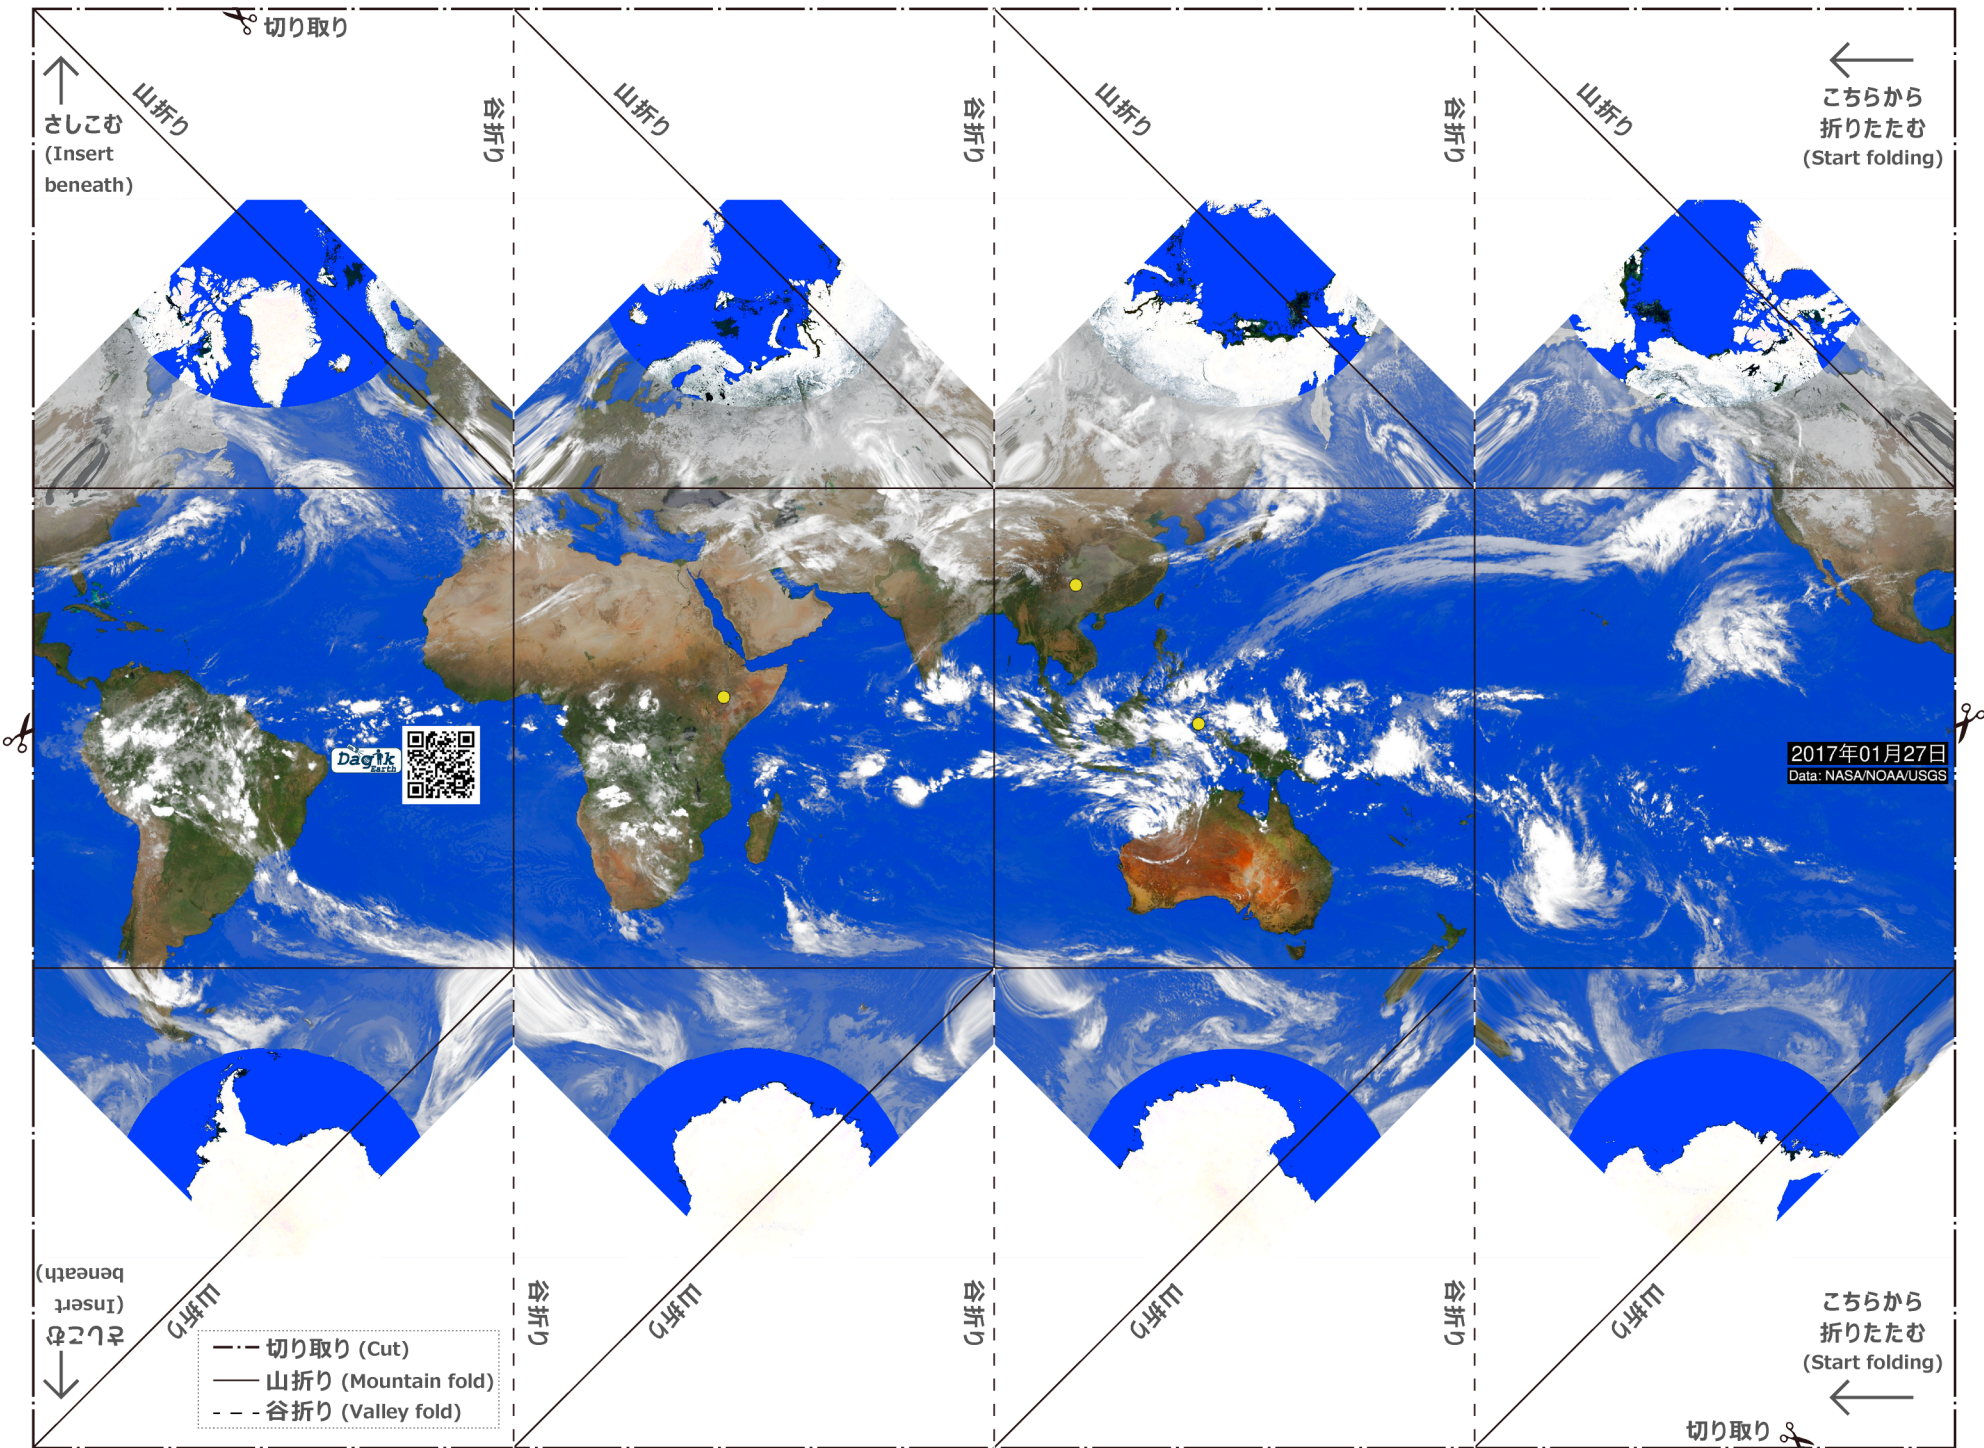 切り取り
さしこむ
(Insert
beneath)
山折り
谷折り
山折り
谷折り
山折り
谷折り
山折り
こちらから
折りたたむ
(Start folding)
Dagik
Earth
2017年01月27日
Data: NASA/NOAA/USGS
さしこむ
(Insert
beneath)
山折り
谷折り
山折り
谷折り
山折り
谷折り
山折り
こちらから
折りたたむ
(Start folding)
切り取り (Cut)
山折り (Mountain fold)
谷折り (Valley fold)
切り取り